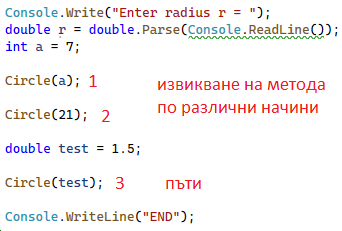 Console.Write("Enter radius r = ");
double r = double.Parse(Console.ReadLine());
int a = 7;
Circle(a); 1 извикване на метода
Circle(21); 2 по различни начини
double test = 1.5;
Circle(test); 3 пъти
Console.WriteLine("END");